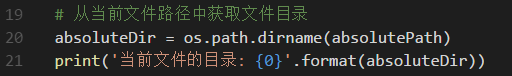 19 # 从当前文件路径中获取文件目录
20 absoluteDir = os.path.dirname(absolutePath)
21 print('当前文件的目录: {0}'.format(absoluteDir))